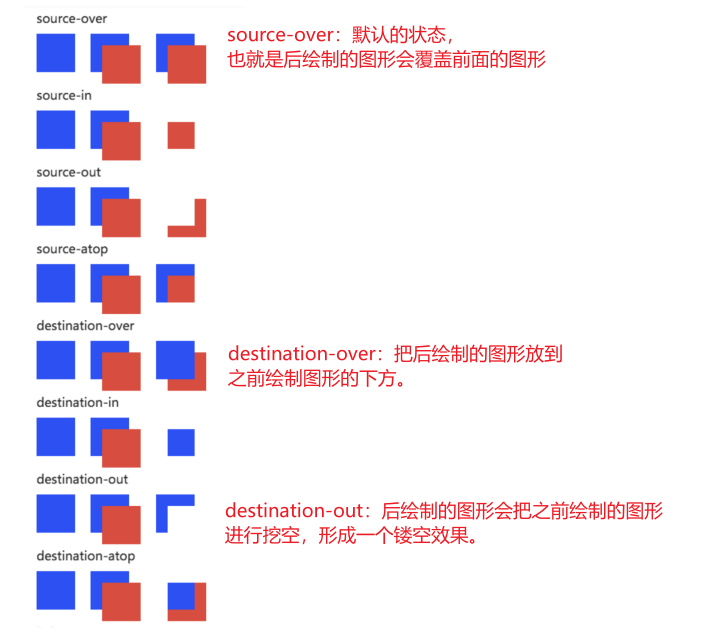 source-over
source-over：默认的状态，
也就是后绘制的图形会覆盖前面的图形
source-in
source-out
source-atop
destination-over
destination-over：把后绘制的图形放到
之前绘制图形的下方。
destination-in
destination-out
destination-out：后绘制的图形会把之前绘制的图形
进行挖空，形成一个镂空效果。
destination-atop